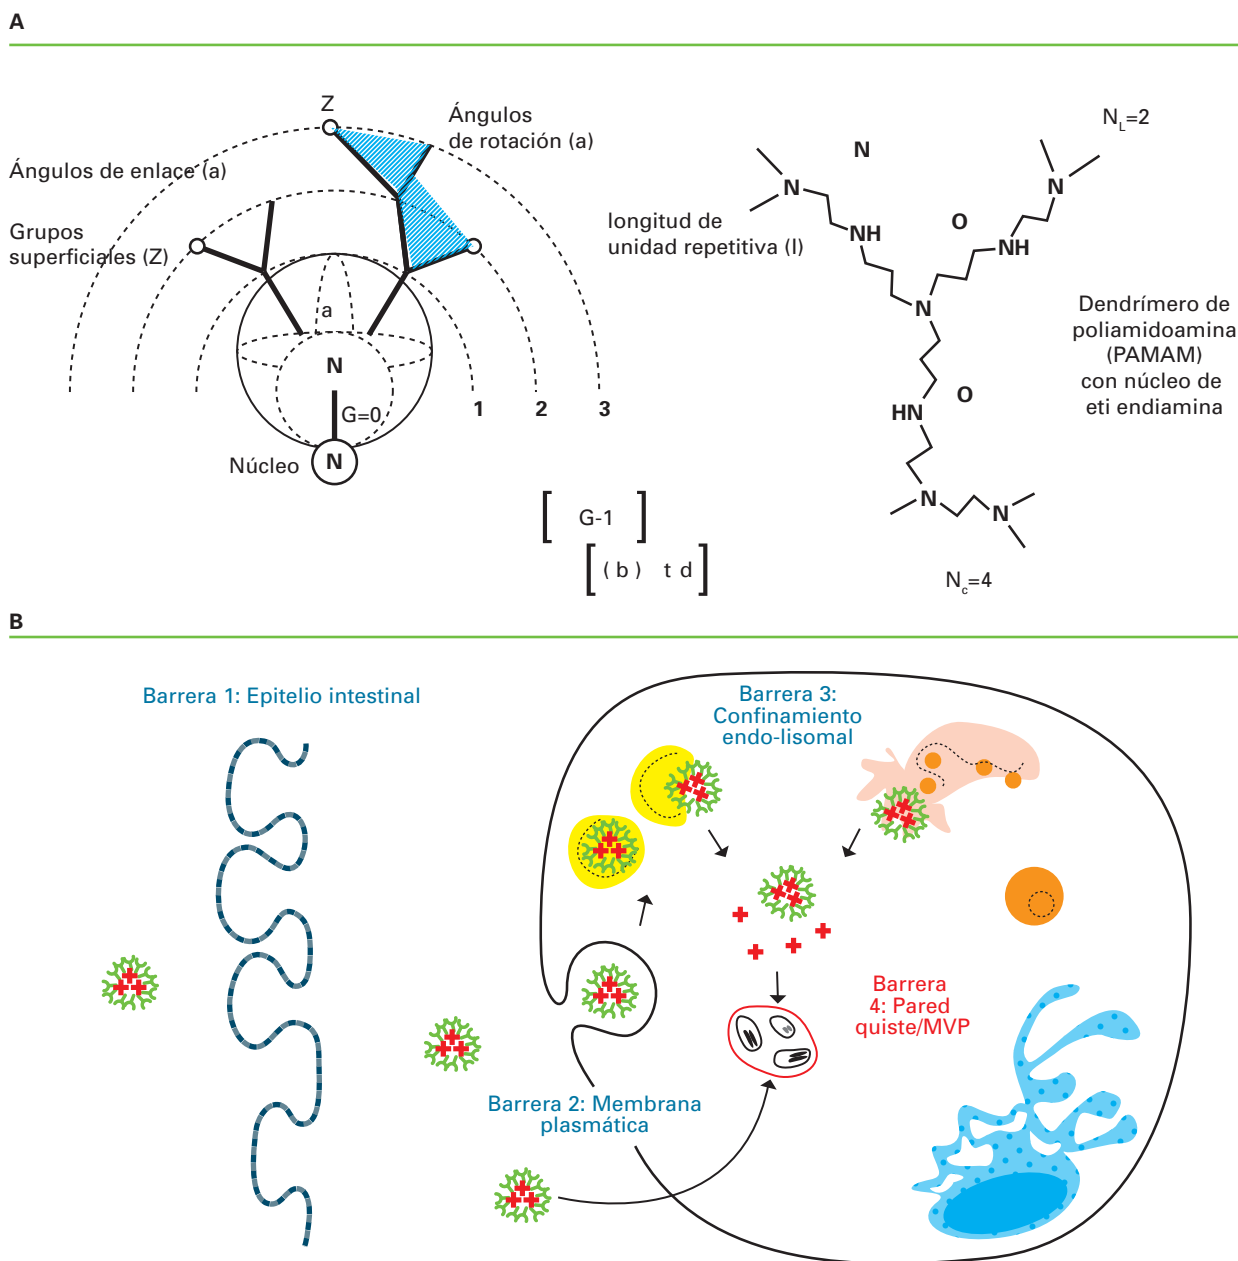 A
Z
Ángulos
de rotación (a)
Ángulos de enlace (a)
Grupos
superficiales (Z)
a
N
G=0
1 2 3
Núcleo
N
[ G-1 ]
[(b) t d]
N_L=2
N
N
N
longitud de
unidad repetitiva (l)
NH
O
NH
N
Dendrímero de
poliamidoamina
(PAMAM)
con núcleo de
eti endiamina
O
HN
N
N
N_c=4
B
Barrera 1: Epitelio intestinal
Barrera 3:
Confinamiento
endo-lisomal
Barrera
4: Pared
quiste/MVP
Barrera 2: Membrana
plasmática